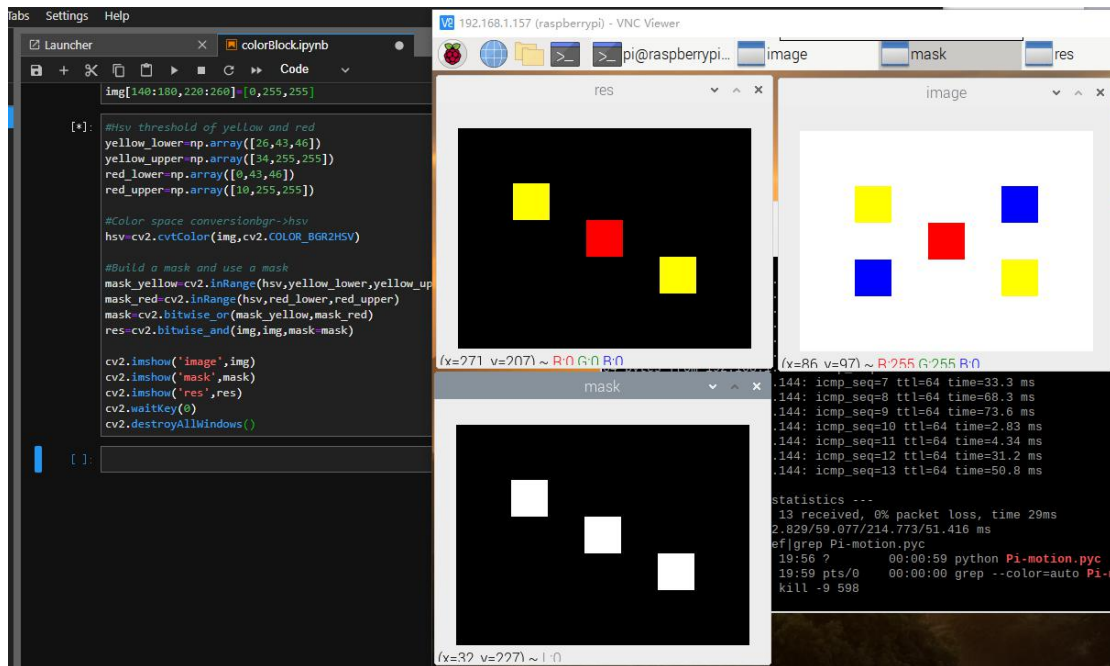 Tabs Settings Help
Launcher
colorBlock.ipynb
Code
img[140:180,220:260]=[0,255,255]
[*]:
#Hsv threshold of yellow and red
yellow_lower=np.array([26,43,46])
yellow_upper=np.array([34,255,255])
red_lower=np.array([0,43,46])
red_upper=np.array([10,255,255])
#Color space conversionbgr->hsv
hsv=cv2.cvtColor(img,cv2.COLOR_BGR2HSV)
#Build a mask and use a mask
mask_yellow=cv2.inRange(hsv,yellow_lower,yellow_up
mask_red=cv2.inRange(hsv,red_lower,red_upper)
mask=cv2.bitwise_or(mask_yellow,mask_red)
res=cv2.bitwise_and(img,img,mask=mask)
cv2.imshow('image',img)
cv2.imshow('mask',mask)
cv2.imshow('res',res)
cv2.waitKey(0)
cv2.destroyAllWindows()
[ ]:
192.168.1.157 (raspberrypi) - VNC Viewer
pi@raspberrypi...
image
mask
res
res
(x=271, y=207) ~ R:0 G:0 B:0
image
(x=86, y=97) ~ R:255 G:255 B:0
mask
(x=32, y=227) ~ L:0
.144: icmp_seq=7 ttl=64 time=33.3 ms
.144: icmp_seq=8 ttl=64 time=68.3 ms
.144: icmp_seq=9 ttl=64 time=73.6 ms
.144: icmp_seq=10 ttl=64 time=2.83 ms
.144: icmp_seq=11 ttl=64 time=4.34 ms
.144: icmp_seq=12 ttl=64 time=31.2 ms
.144: icmp_seq=13 ttl=64 time=50.8 ms
statistics ---
13 received, 0% packet loss, time 29ms
2.829/59.077/214.773/51.416 ms
ef|grep Pi-motion.pyc
19:56 ? 00:00:59 python Pi-motion.pyc
19:59 pts/0 00:00:00 grep --color=auto Pi-
kill -9 598